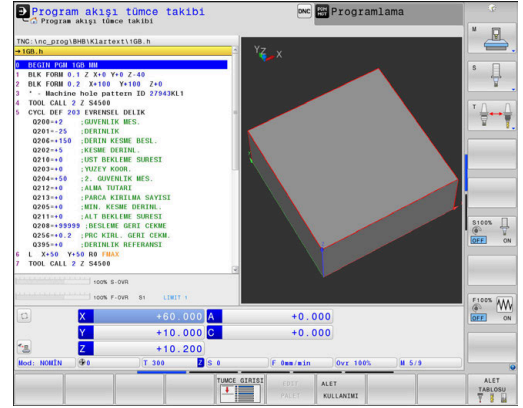 Program akışı tümce takibi
Program akışı tümce takibi
DNC
Programlama
TNC:\nc_prog\BHB\Klartext\1GB.h
→1GB.h
0 BEGIN PGM 1GB MM
1 BLK FORM 0.1 Z X+0 Y+0 Z-40
2 BLK FORM 0.2 X+100 Y+100 Z+0
3 * - Machine hole pattern ID 27943KL1
4 TOOL CALL 2 Z S4500
5 CYCL DEF 203 EVRENSEL DELIK
Q200=+2 ;GUVENLIK MES.
Q201=-25 ;DERINLIK
Q206=+150 ;DERIN KESME BESL.
Q202=+5 ;KESME DERINL.
Q210=+0 ;UST BEKLEME SURESI
Q203=+0 ;YUZEY KOOR.
Q204=+50 ;2. GUVENLIK MES.
Q212=+0 ;ALMA TUTARI
Q213=+0 ;PARCA KIRILMA SAYISI
Q205=+0 ;MIN. KESME DERINL.
Q211=+0 ;ALT BEKLEME SURESI
Q208=+99999 ;BESLEME GERI CEKME
Q256=+0.2 ;PRC KIRL. GERI CEKM.
Q395=+0 ;DERINLIK REFERANSI
6 L X+50 Y+50 R0 FMAX
7 TOOL CALL 2 Z S4500
100% S-OVR
100% F-OVR S1 LIMIT 1
Y Z X
X +60.000 A +0.000
Y +10.000 C +0.000
Z +10.200
Mod: NOMİN 0 T 300 Z S 0 F 0mm/min Ovr 100% M 5/9
M
S
T
S100%
OFF ON
F100%
OFF ON
TUMCE GIRISI
ALET
KULLANIMI
ALET
TABLOSU